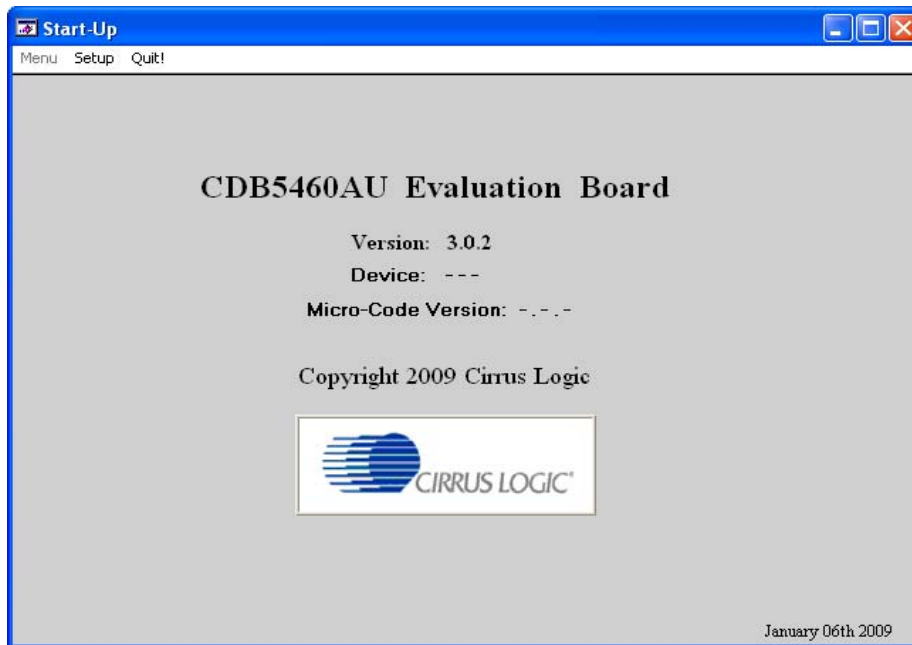 Start-Up
Menu Setup Quit!
CDB5460AU Evaluation Board
Version: 3.0.2
Device: ---
Micro-Code Version: -.-.-
Copyright 2009 Cirrus Logic
CIRRUS LOGIC®
January 06th 2009